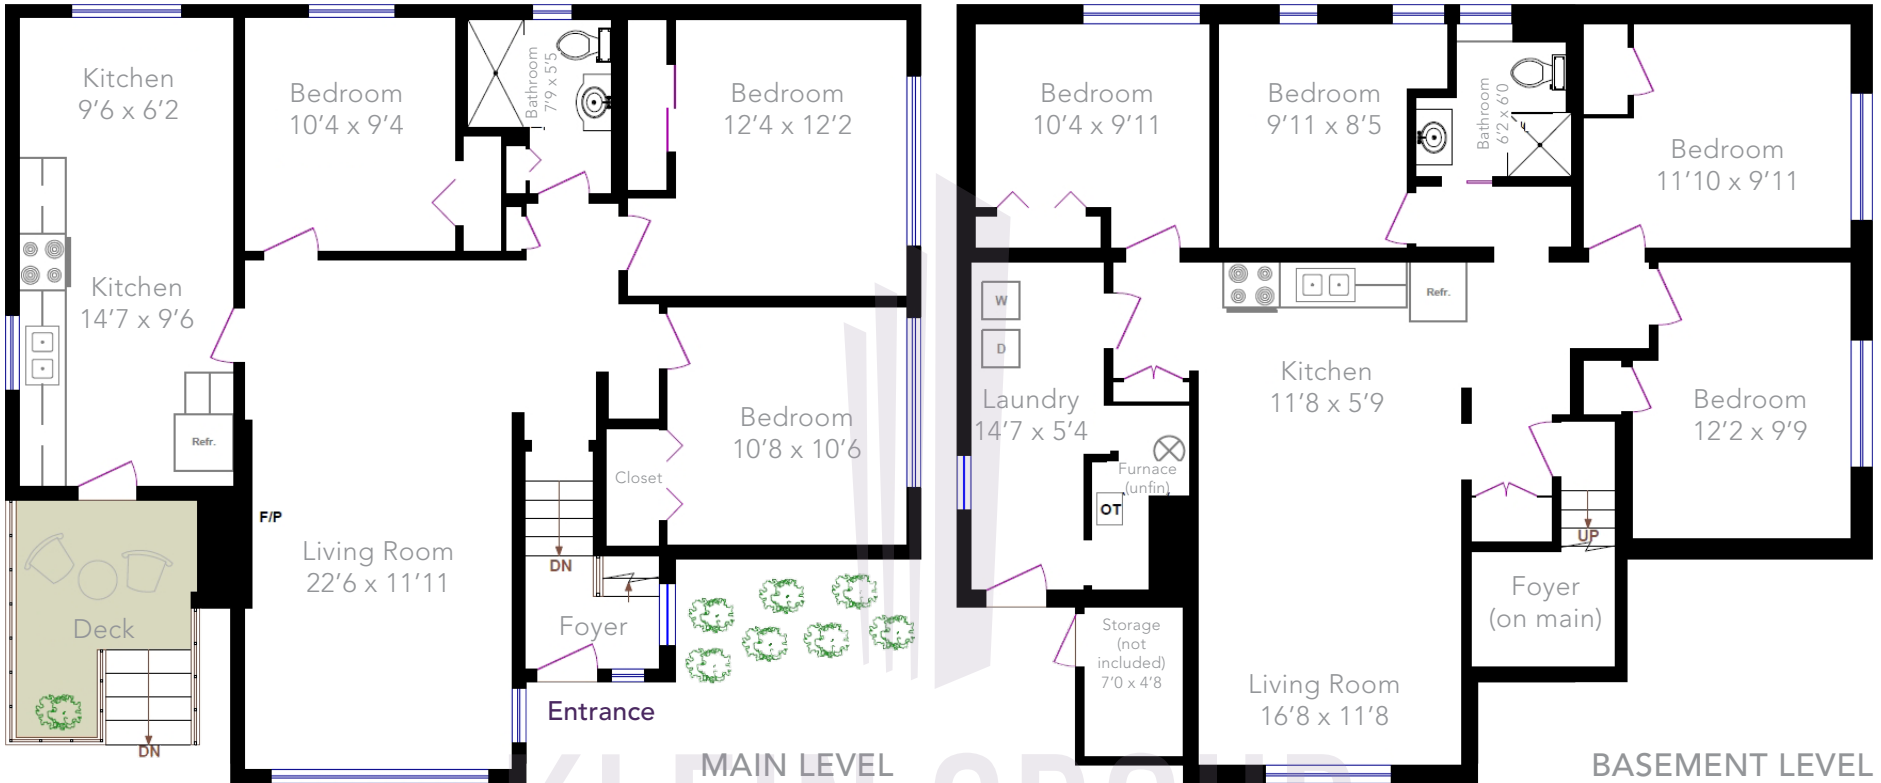 Kitchen
9'6 x 6'2
Bedroom
10'4 x 9'4
Bathroom
7'9 x 5'5
Bedroom
12'4 x 12'2
Kitchen
14'7 x 9'6
Refr.
F/P
Living Room
22'6 x 11'11
Bedroom
10'8 x 10'6
Closet
DN
Foyer
Deck
DN
Entrance
MAIN LEVEL
Bedroom
10'4 x 9'11
Bedroom
9'11 x 8'5
Bathroom
6'2 x 6'0
Bedroom
11'10 x 9'11
W
D
Refr.
Laundry
14'7 x 5'4
Kitchen
11'8 x 5'9
Bedroom
12'2 x 9'9
Furnace
(unfin)
OT
UP
Foyer
(on main)
Storage
(not
included)
7'0 x 4'8
Living Room
16'8 x 11'8
BASEMENT LEVEL
KLEIN GROUP